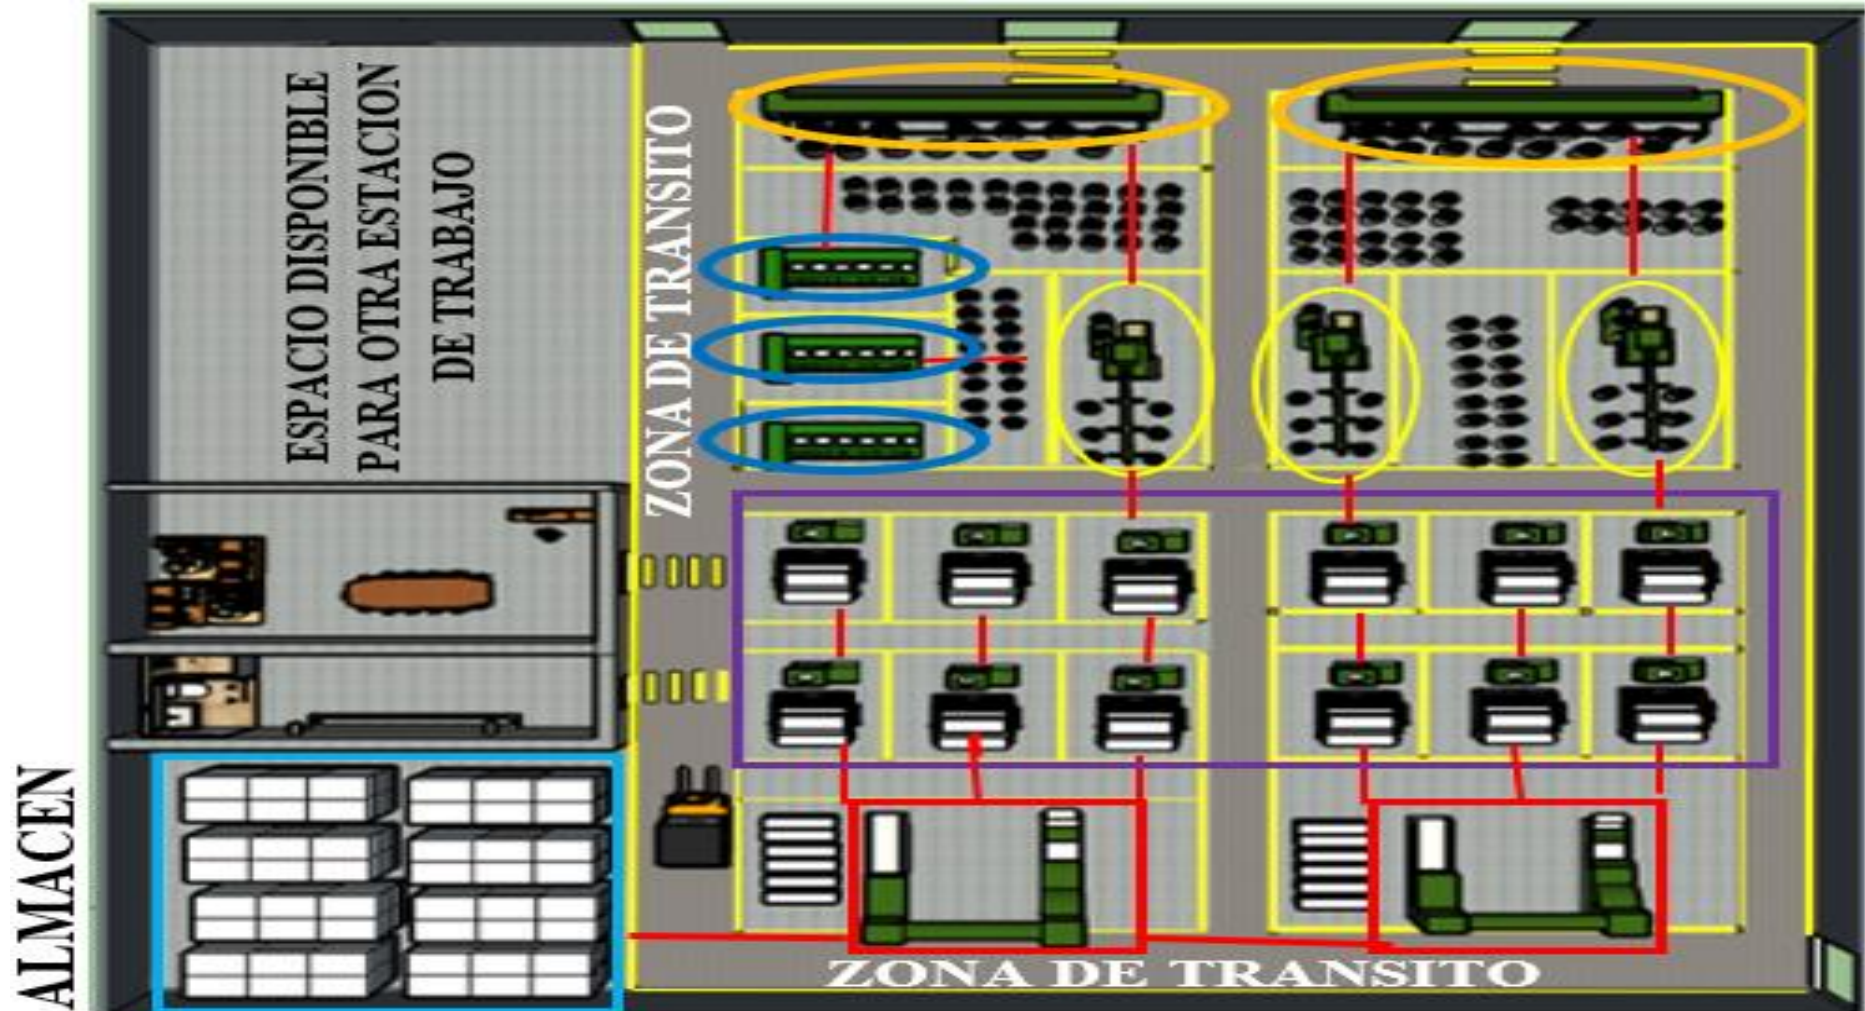 ESPACIO DISPONIBLE
PARA OTRA ESTACION
DE TRABAJO
ZONA DE TRANSITO
ALMACEN
ZONA DE TRANSITO